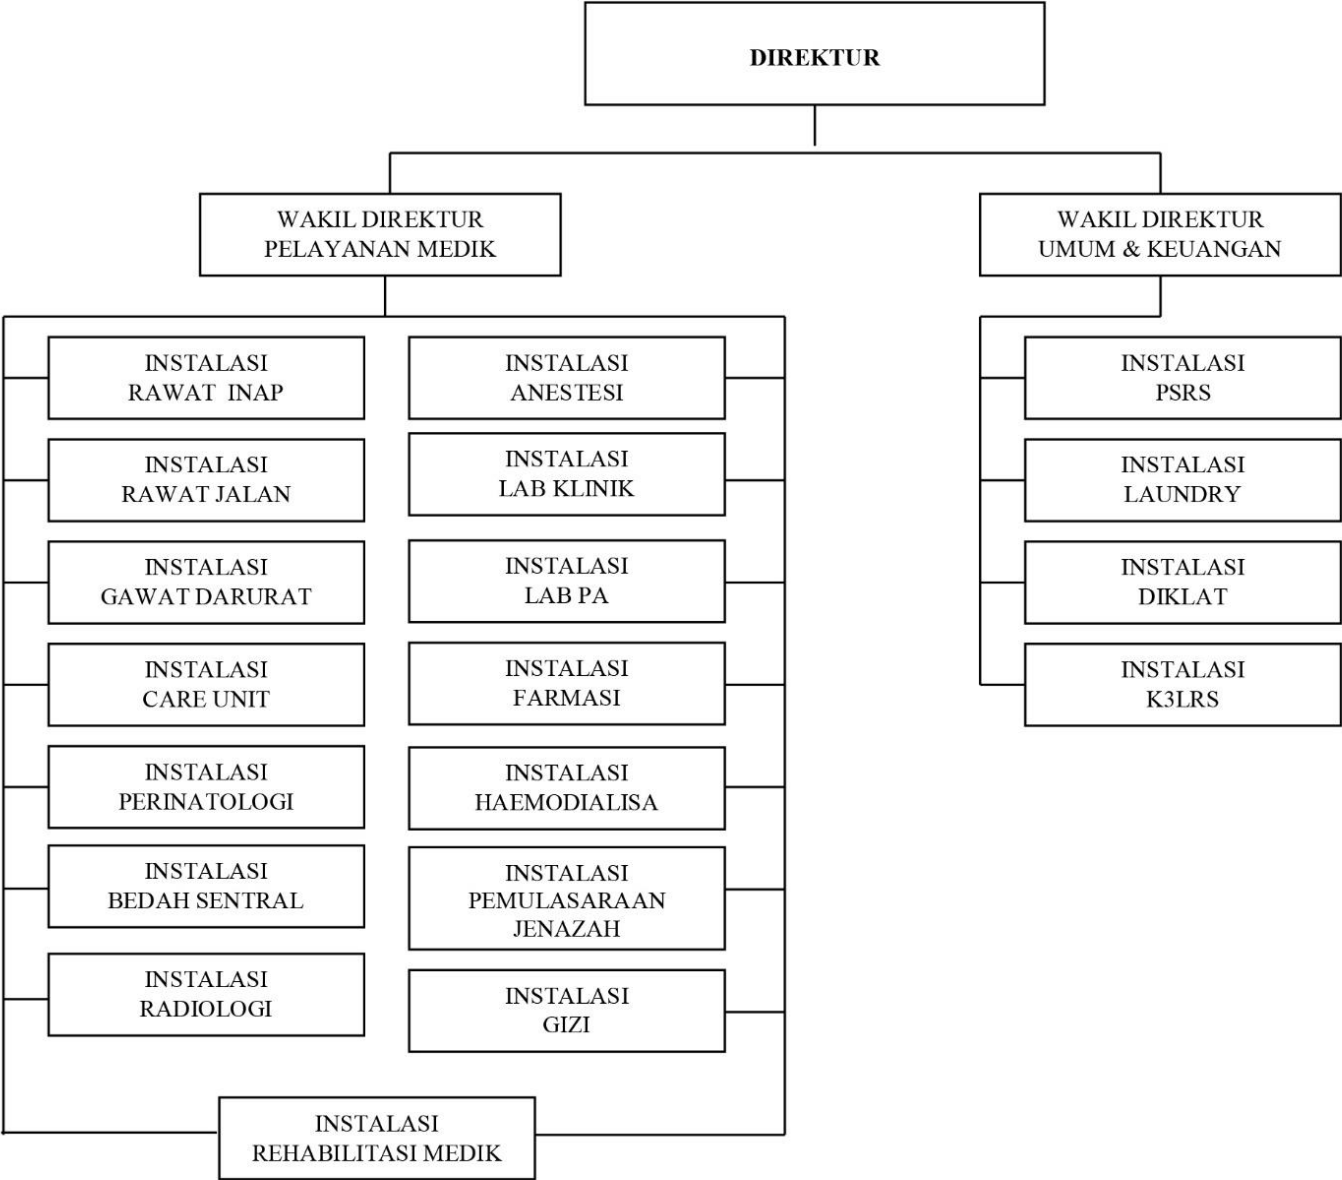 DIREKTUR
WAKIL DIREKTUR
PELAYANAN MEDIK
WAKIL DIREKTUR
UMUM & KEUANGAN
INSTALASI
RAWAT INAP
INSTALASI
RAWAT JALAN
INSTALASI
GAWAT DARURAT
INSTALASI
CARE UNIT
INSTALASI
PERINATOLOGI
INSTALASI
BEDAH SENTRAL
INSTALASI
RADIOLOGI
INSTALASI
ANESTESI
INSTALASI
LAB KLINIK
INSTALASI
LAB PA
INSTALASI
FARMASI
INSTALASI
HAEMODIALISA
INSTALASI
PEMULASARAAN
JENAZAH
INSTALASI
GIZI
INSTALASI
REHABILITASI MEDIK
INSTALASI
PSRS
INSTALASI
LAUNDRY
INSTALASI
DIKLAT
INSTALASI
K3LRS